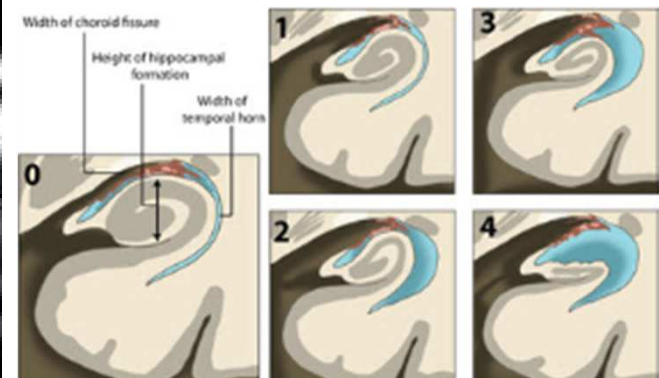 Width of choroid fissure
Height of hippocampal
formation
Width of
temporal horn
0
1
2
3
4